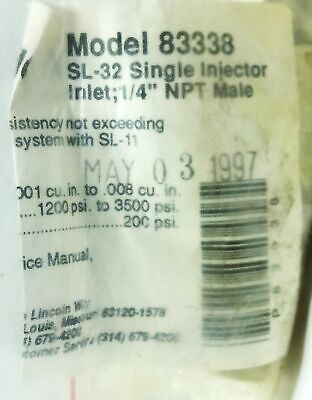 Model 83338
SL-32 Single Injector
Inlet;1/4" NPT Male
sistency not exceeding
system with SL-11
MAY 03 1997
.001 cu. in. to .008 cu. in.
....1200 psi. to 3500 psi.
.............................200 psi.
ice Manual,
Lincoln Way
Louis, Missouri 63120-1578
) 679-4200
tomer Service (314) 679-4200